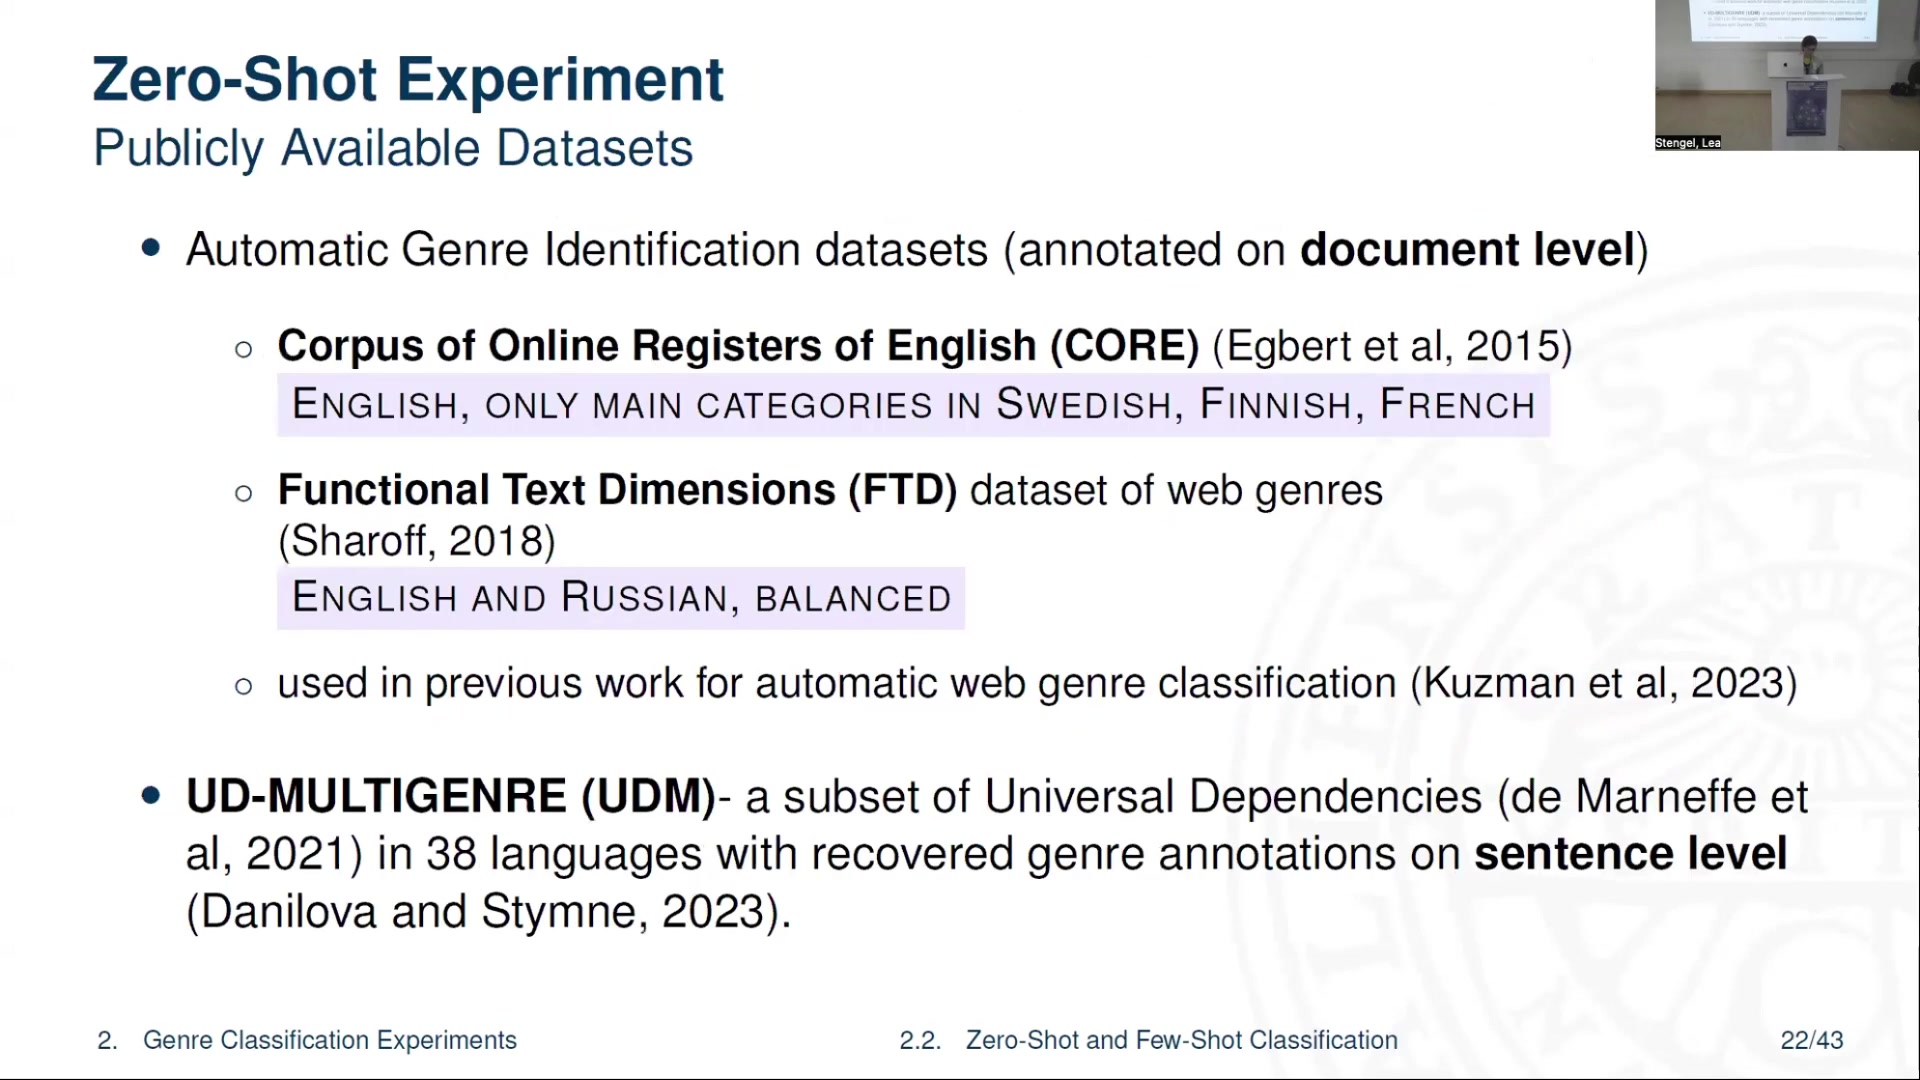 Zero-Shot Experiment
Publicly Available Datasets
Stengel, Lea
• Automatic Genre Identification datasets (annotated on document level)
○ Corpus of Online Registers of English (CORE) (Egbert et al, 2015)
ENGLISH, ONLY MAIN CATEGORIES IN SWEDISH, FINNISH, FRENCH
○ Functional Text Dimensions (FTD) dataset of web genres
(Sharoff, 2018)
ENGLISH AND RUSSIAN, BALANCED
○ used in previous work for automatic web genre classification (Kuzman et al, 2023)
• UD-MULTIGENRE (UDM)- a subset of Universal Dependencies (de Marneffe et
al, 2021) in 38 languages with recovered genre annotations on sentence level
(Danilova and Stymne, 2023).
2. Genre Classification Experiments
2.2. Zero-Shot and Few-Shot Classification
22/43